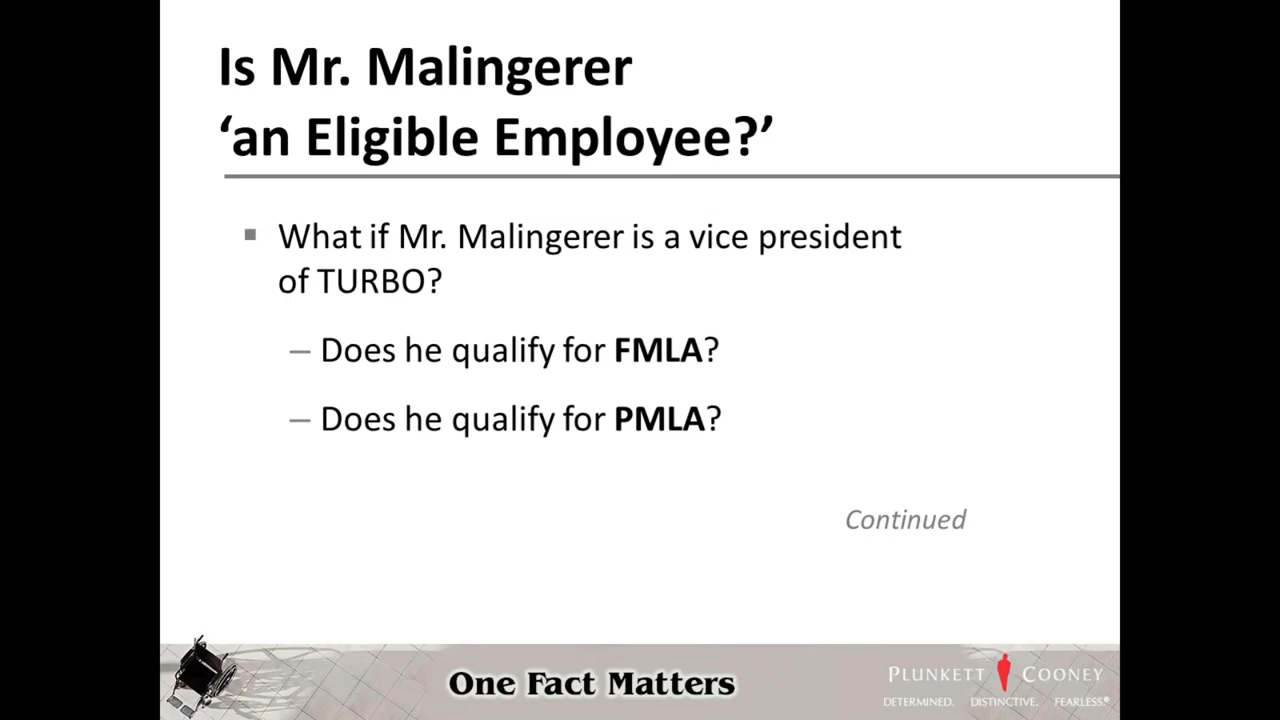 Is Mr. Malingerer
‘an Eligible Employee?’
▪ What if Mr. Malingerer is a vice president
of TURBO?
– Does he qualify for FMLA?
– Does he qualify for PMLA?
Continued
One Fact Matters
PLUNKETT COONEY
DETERMINED. DISTINCTIVE. FEARLESS.®